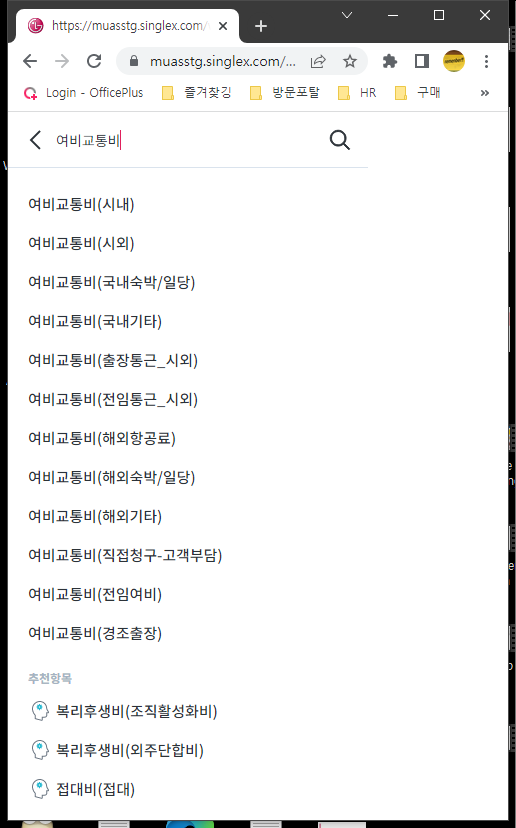 https://muasstg.singlex.com/
muasstg.singlex.com/...
Login - OfficePlus 즐겨찾깅 방문포탈 HR 구매 »
여비교통비
여비교통비(시내)
여비교통비(시외)
여비교통비(국내숙박/일당)
여비교통비(국내기타)
여비교통비(출장통근_시외)
여비교통비(전임통근_시외)
여비교통비(해외항공료)
여비교통비(해외숙박/일당)
여비교통비(해외기타)
여비교통비(직접청구-고객부담)
여비교통비(전임여비)
여비교통비(경조출장)
추천항목
복리후생비(조직활성화비)
복리후생비(외주단합비)
접대비(접대)